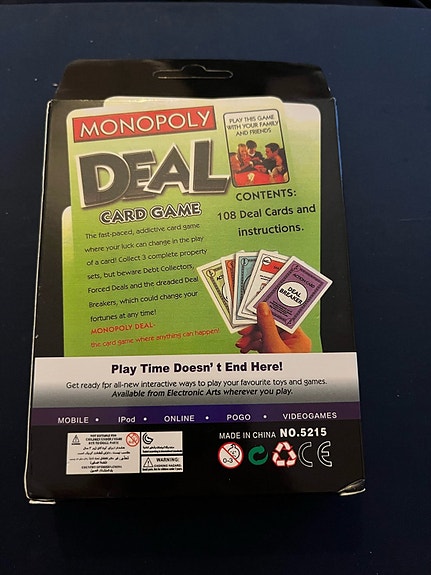 MONOPOLY
DEAL
CARD GAME
PLAY THIS GAME
WITH YOUR FAMILY
AND FRIENDS
CONTENTS:
108 Deal Cards and
instructions.
The fast-paced, addictive card game
where your luck can change in the play
of a card! Collect 3 complete property
sets, but beware Debt Collectors,
Forced Deals and the dreaded Deal
Breakers, which could change your
fortunes at any time!
MONOPOLY DEAL-
the card game where anything can happen!
DEAL
BREAKER
Play Time Doesn' t End Here!
Get ready fpr all-new interactive ways to play your favourite toys and games.
Available from Electronic Arts wherever you play.
MOBILE • IPod • ONLINE • POGO • VIDEOGAMES
WARNING:
MADE IN CHINA NO.5215
0-3
CE